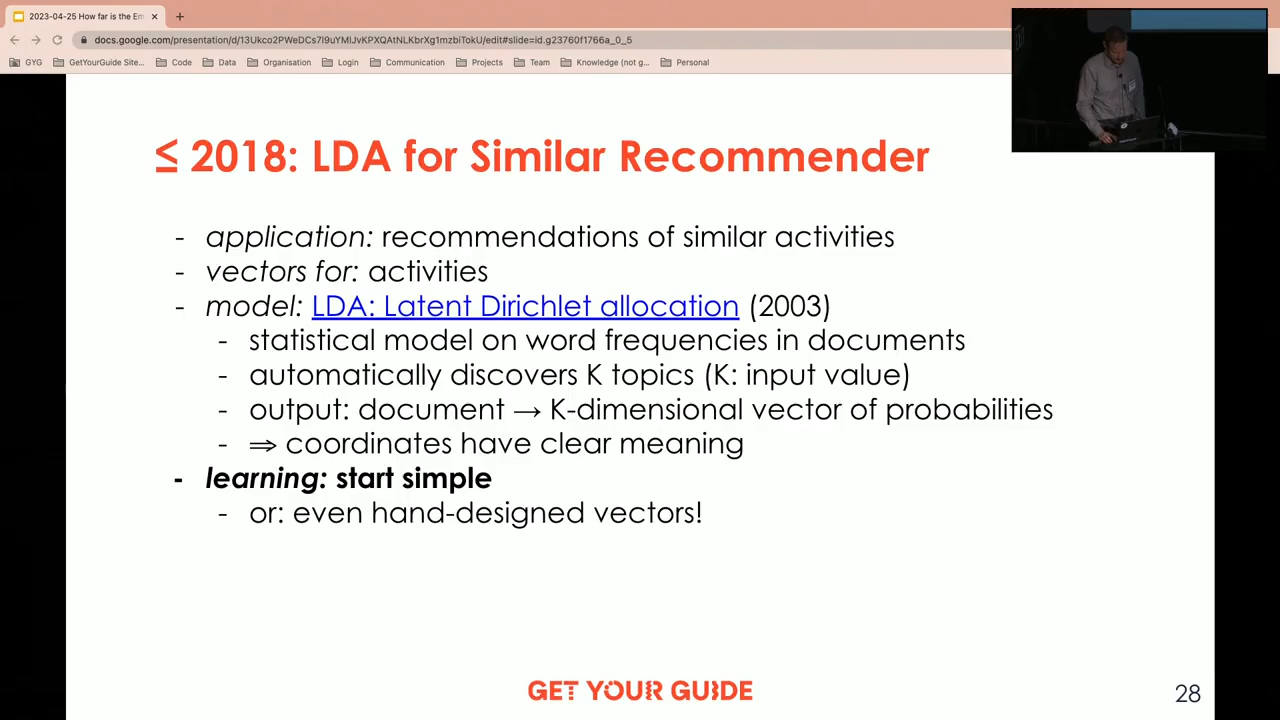 2023-04-25 How far is the Em
docs.google.com/presentation/d/13Ukco2PWeDCs7I9uYMlJvKPXQAtNLKbrXg1mzbiTokU/edit#slide=id.g23760f1766a_0_5
GYG GetYourGuide Site... Code Data Organisation Login Communication Projects Team Knowledge (not g... Personal
≤ 2018: LDA for Similar Recommender
- application: recommendations of similar activities
- vectors for: activities
- model: LDA: Latent Dirichlet allocation (2003)
- statistical model on word frequencies in documents
- automatically discovers K topics (K: input value)
- output: document → K-dimensional vector of probabilities
- ⇒ coordinates have clear meaning
- learning: start simple
- or: even hand-designed vectors!
GET YOUR GUIDE
28